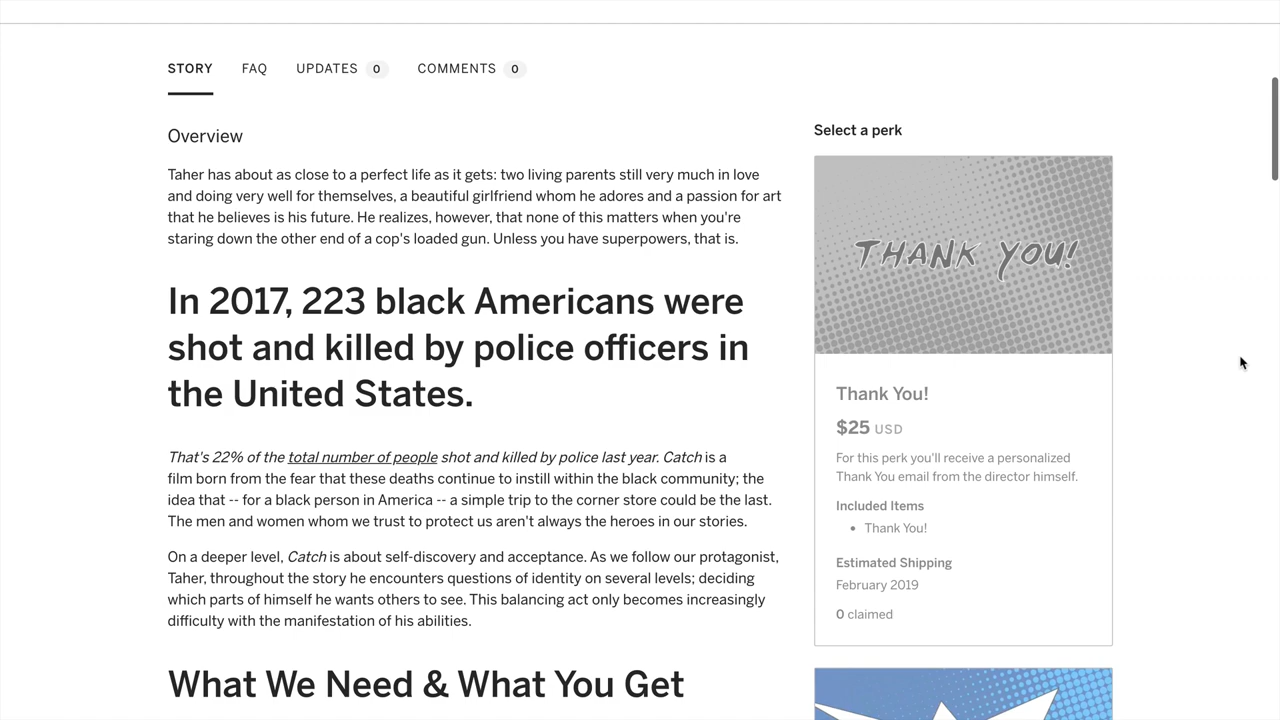 STORY FAQ UPDATES 0 COMMENTS 0
Overview
Taher has about as close to a perfect life as it gets: two living parents still very much in love
and doing very well for themselves, a beautiful girlfriend whom he adores and a passion for art
that he believes is his future. He realizes, however, that none of this matters when you're
staring down the other end of a cop's loaded gun. Unless you have superpowers, that is.
In 2017, 223 black Americans were
shot and killed by police officers in
the United States.
That's 22% of the total number of people shot and killed by police last year. Catch is a
film born from the fear that these deaths continue to instill within the black community; the
idea that -- for a black person in America -- a simple trip to the corner store could be the last.
The men and women whom we trust to protect us aren't always the heroes in our stories.
On a deeper level, Catch is about self-discovery and acceptance. As we follow our protagonist,
Taher, throughout the story he encounters questions of identity on several levels; deciding
which parts of himself he wants others to see. This balancing act only becomes increasingly
difficulty with the manifestation of his abilities.
What We Need & What You Get
Select a perk
THANK YOU!
Thank You!
$25 USD
For this perk you'll receive a personalized
Thank You email from the director himself.
Included Items
• Thank You!
Estimated Shipping
February 2019
0 claimed